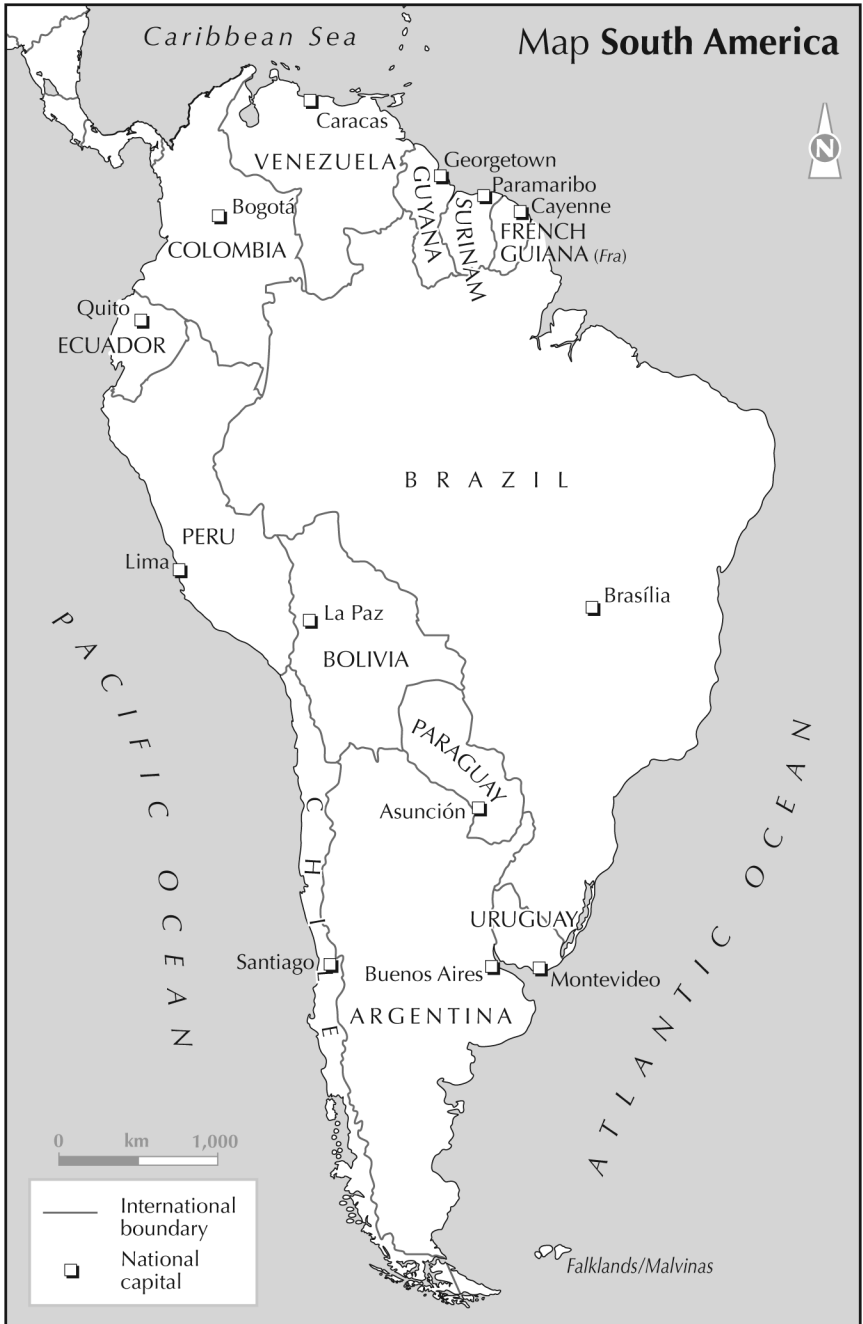 Caribbean Sea
Map South America
N
Caracas
VENEZUELA
Georgetown
GUYANA
Paramaribo
SURINAM
Cayenne
FRENCH
GUIANA (Fra)
Bogotá
COLOMBIA
Quito
ECUADOR
BRAZIL
PERU
Lima
Brasília
La Paz
BOLIVIA
PACIFIC OCEAN
PARAGUAY
Asunción
CHILE
ATLANTIC OCEAN
URUGUAY
Santiago
Buenos Aires
Montevideo
ARGENTINA
0 km 1,000
International
boundary
National
capital
Falklands/Malvinas